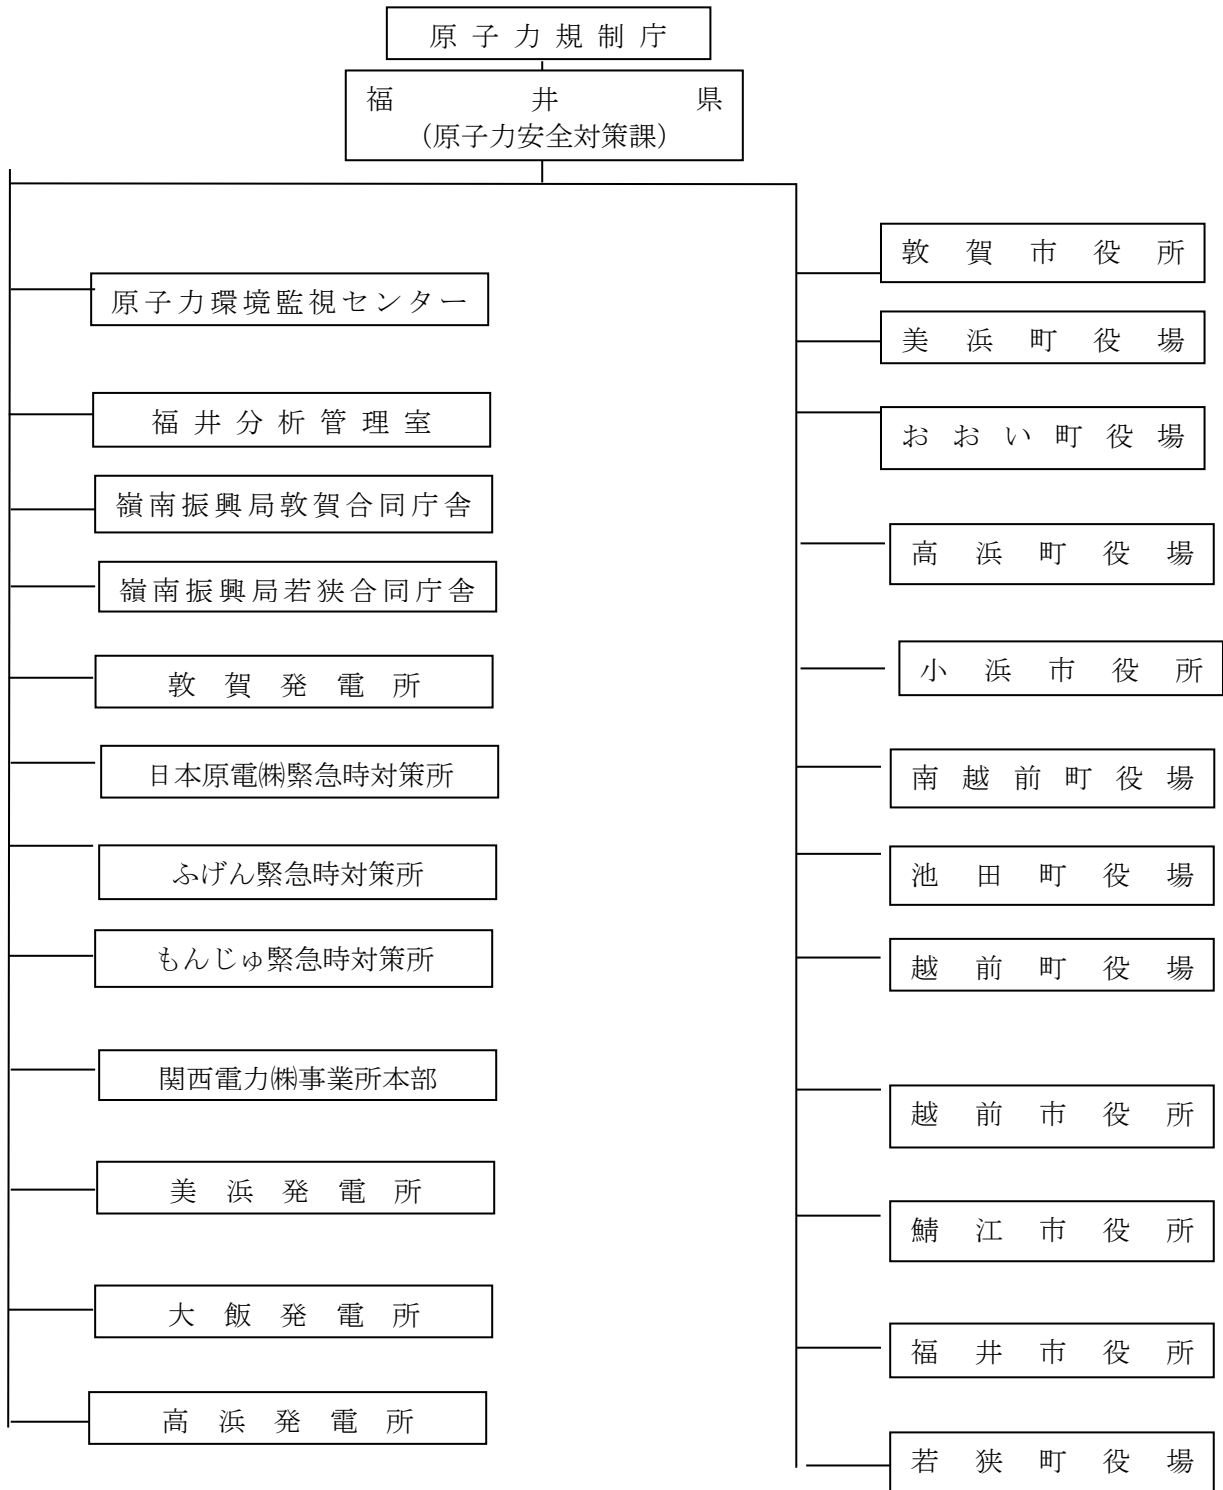 原子力規制庁
福井県
(原子力安全対策課)
原子力環境監視センター
福井分析管理室
嶺南振興局敦賀合同庁舎
嶺南振興局若狭合同庁舎
敦賀発電所
日本原電㈱緊急時対策所
ふげん緊急時対策所
もんじゅ緊急時対策所
関西電力㈱事業所本部
美浜発電所
大飯発電所
高浜発電所
敦賀市役所
美浜町役場
おおい町役場
高浜町役場
小浜市役所
南越前町役場
池田町役場
越前町役場
越前市役所
鯖江市役所
福井市役所
若狭町役場